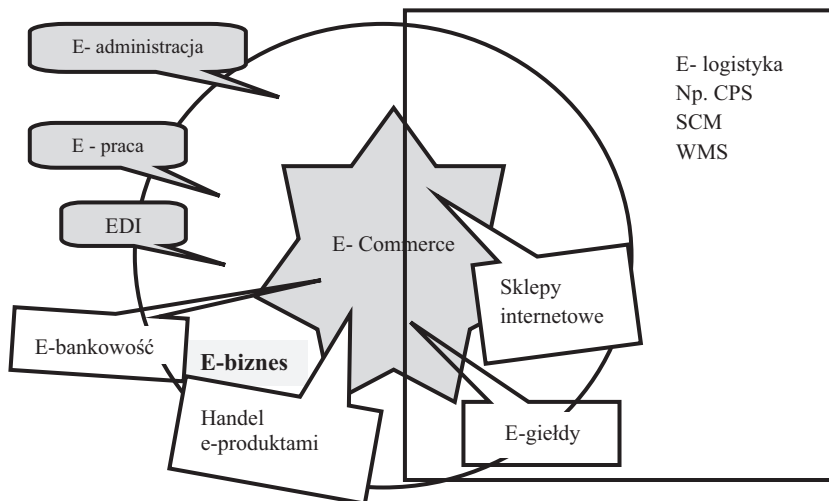 E- administracja
E - praca
EDI
E-bankowość
E-biznes
Handel
e-produktami
E- Commerce
Sklepy
internetowe
E-giełdy
E- logistyka
Np. CPS
SCM
WMS